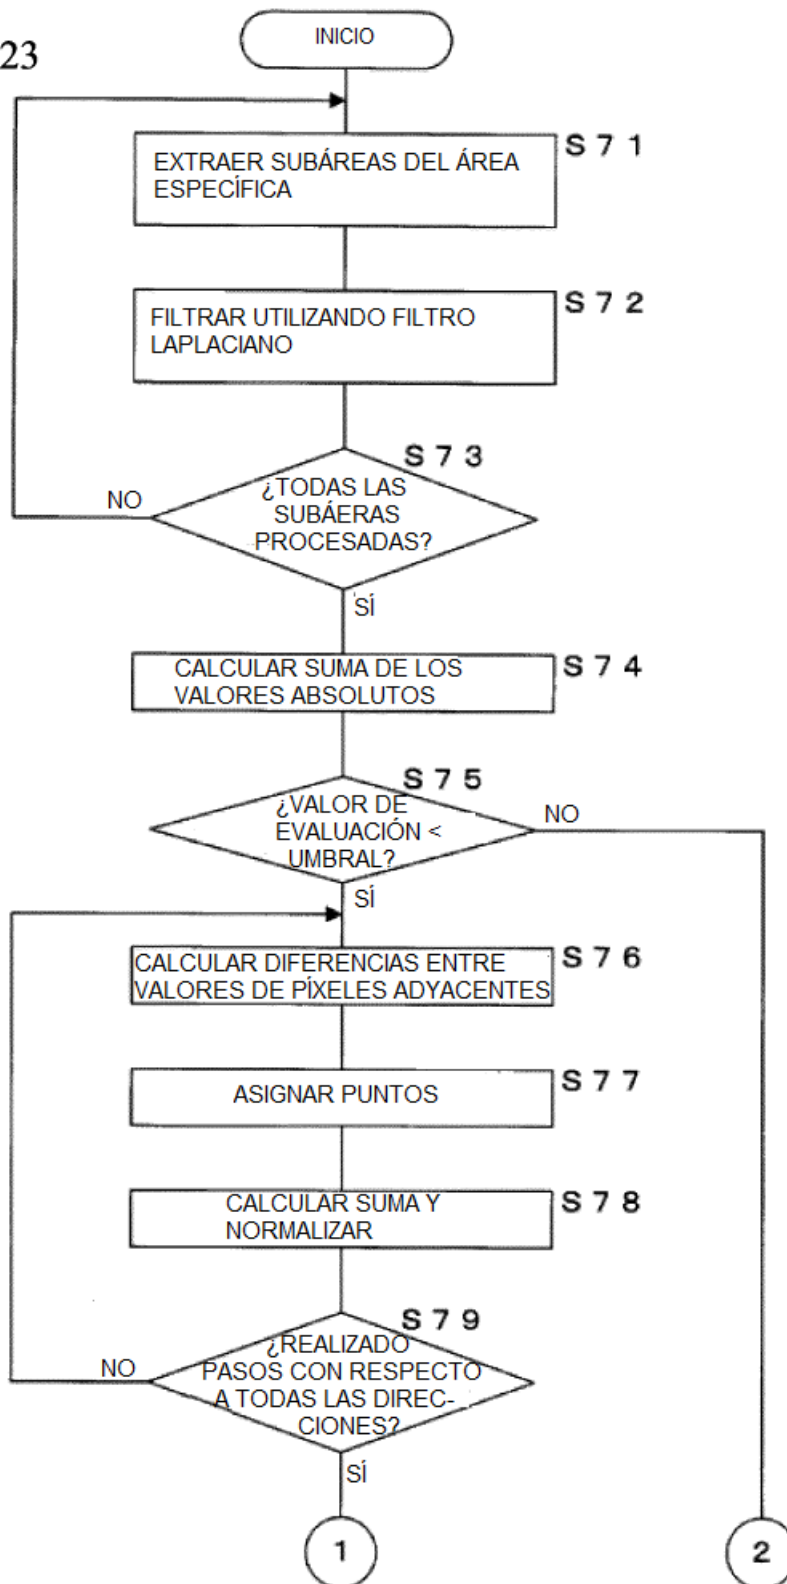 INICIO
23
S 7 1
EXTRAER SUBÁREAS DEL ÁREA
ESPECÍFICA
S 7 2
FILTRAR UTILIZANDO FILTRO
LAPLACIANO
S 7 3
¿TODAS LAS
SUBÁERAS
PROCESADAS?
NO
SÍ
S 7 4
CALCULAR SUMA DE LOS
VALORES ABSOLUTOS
S 7 5
¿VALOR DE
EVALUACIÓN <
UMBRAL?
NO
SÍ
S 7 6
CALCULAR DIFERENCIAS ENTRE
VALORES DE PÍXELES ADYACENTES
S 7 7
ASIGNAR PUNTOS
S 7 8
CALCULAR SUMA Y
NORMALIZAR
S 7 9
¿REALIZADO
PASOS CON RESPECTO
A TODAS LAS DIREC-
CIONES?
NO
SÍ
1
2